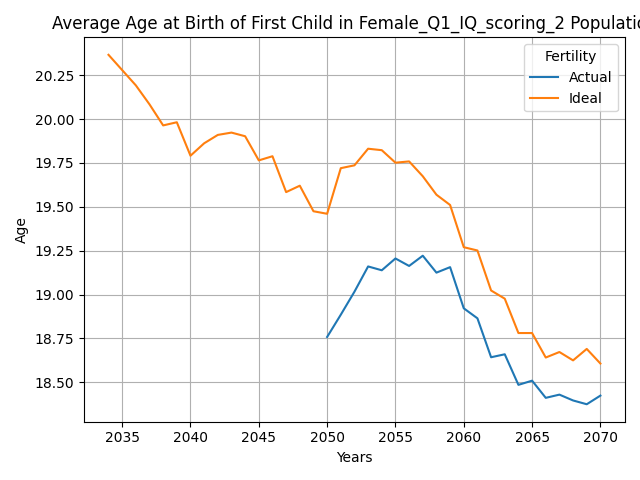 Average Age at Birth of First Child in Female_Q1_IQ_scoring_2 Populatio
Fertility
Actual
Ideal
20.25
20.00
19.75
19.50
19.25
19.00
18.75
18.50
Age
2035 2040 2045 2050 2055 2060 2065 2070
Years